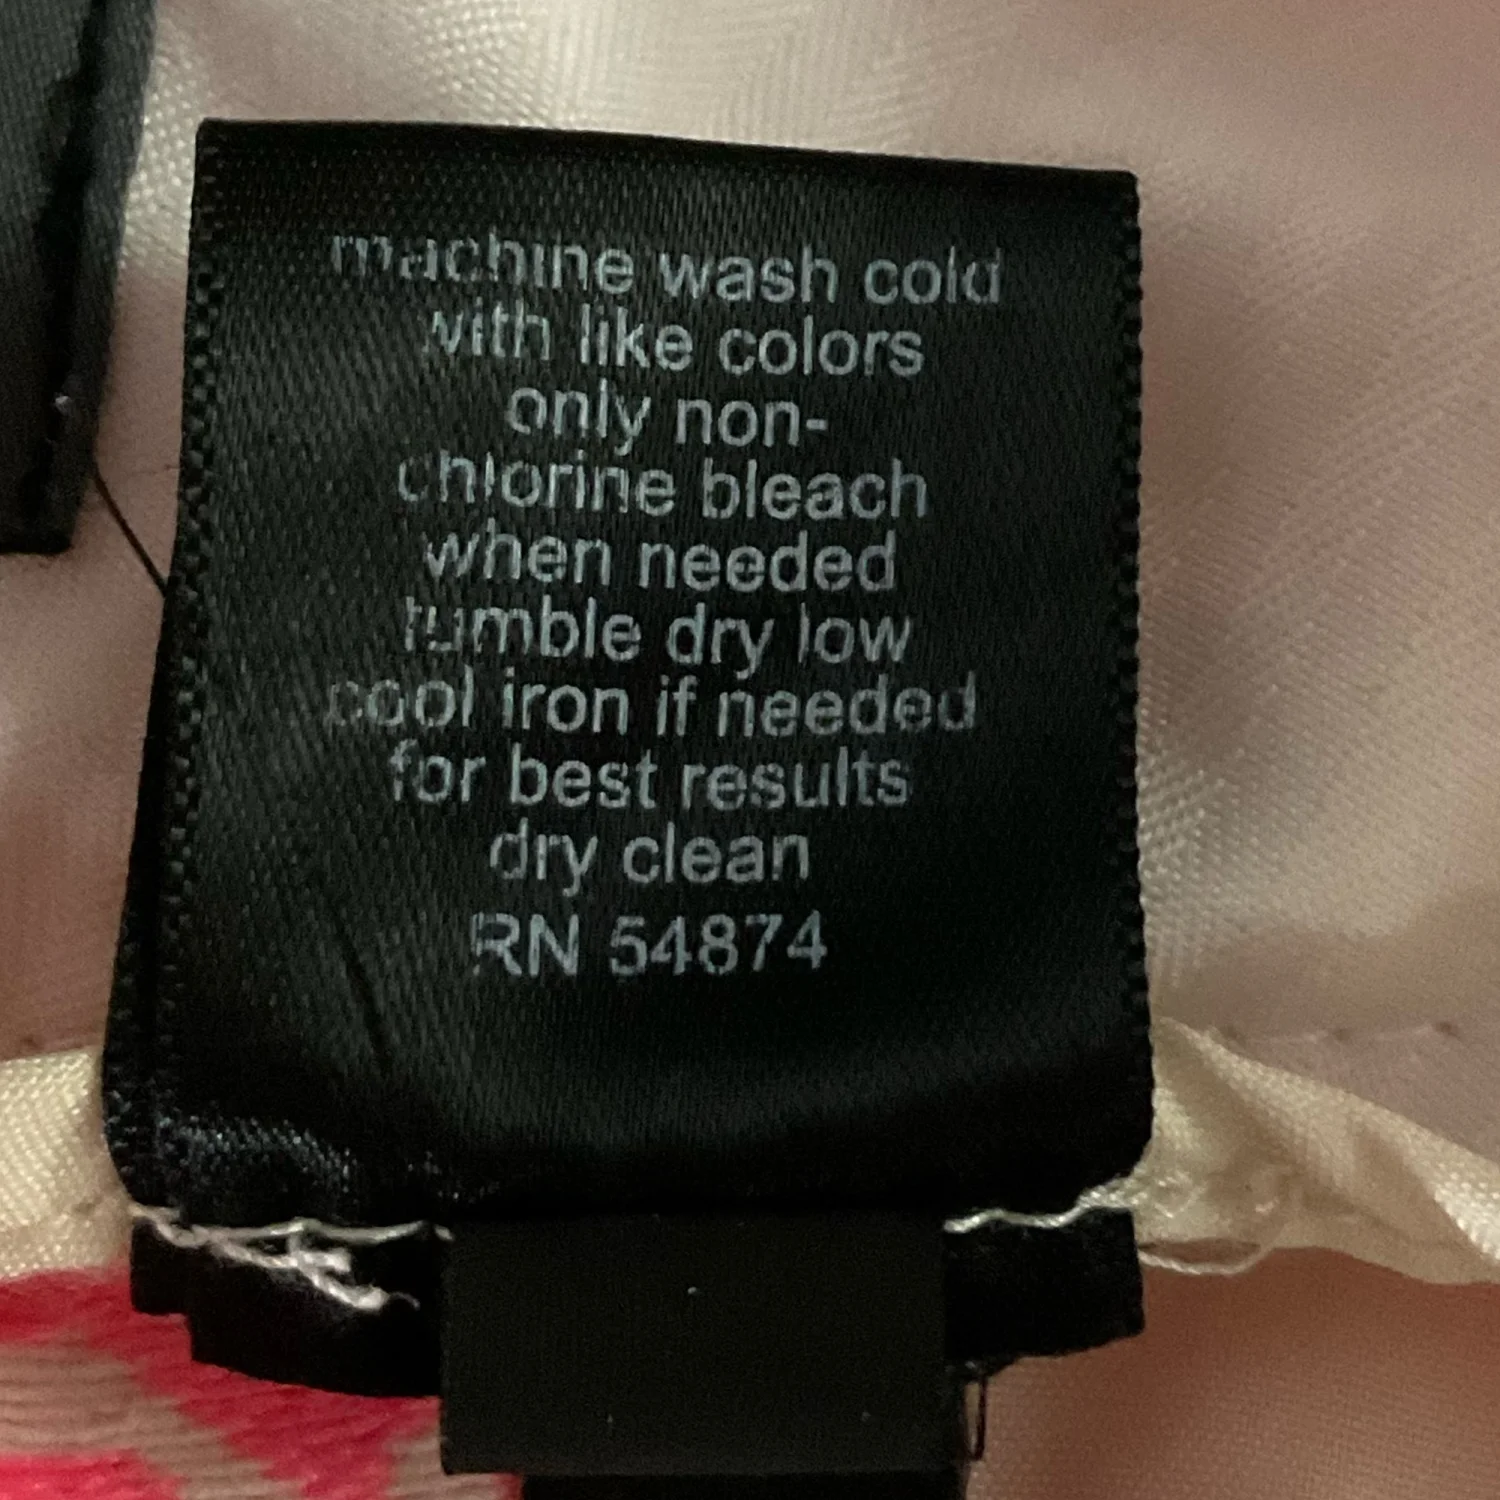 machine wash cold
with like colors
only non-
chlorine bleach
when needed
tumble dry low
cool iron if needed
for best results
dry clean
RN 54874